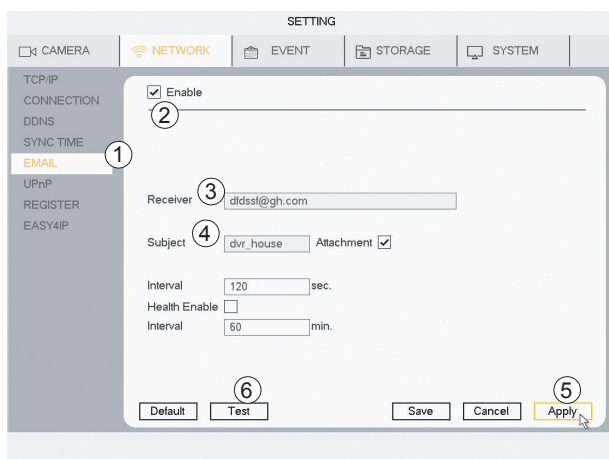 SETTING
CAMERA NETWORK EVENT STORAGE SYSTEM
TCP/IP
CONNECTION
DDNS
SYNC TIME
EMAIL
UPnP
REGISTER
EASY4IP
1
Enable
2
Receiver 3 dfdssf@gh.com
Subject 4 dvr_house Attachment
Interval 120 sec.
Health Enable
Interval 60 min.
6 5
Default Test Save Cancel Apply